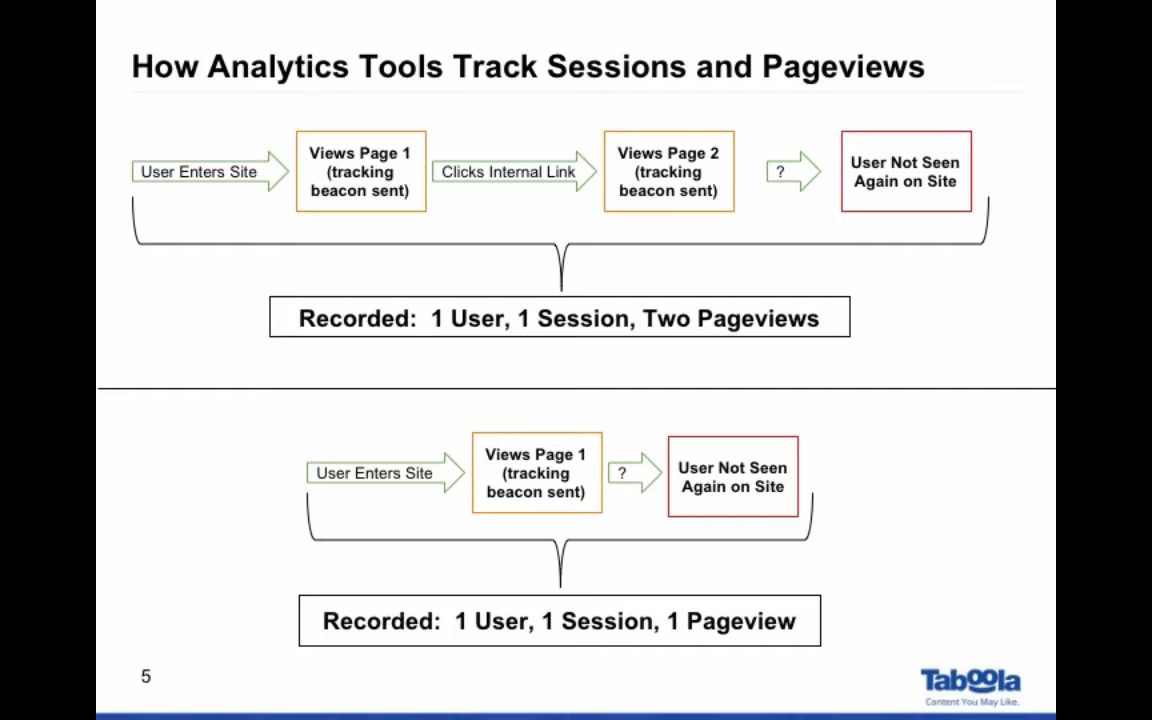 How Analytics Tools Track Sessions and Pageviews
User Enters Site
Views Page 1
(tracking
beacon sent)
Clicks Internal Link
Views Page 2
(tracking
beacon sent)
?
User Not Seen
Again on Site
Recorded:  1 User, 1 Session, Two Pageviews
User Enters Site
Views Page 1
(tracking
beacon sent)
?
User Not Seen
Again on Site
Recorded:  1 User, 1 Session, 1 Pageview
5
Taboola
Content You May Like.